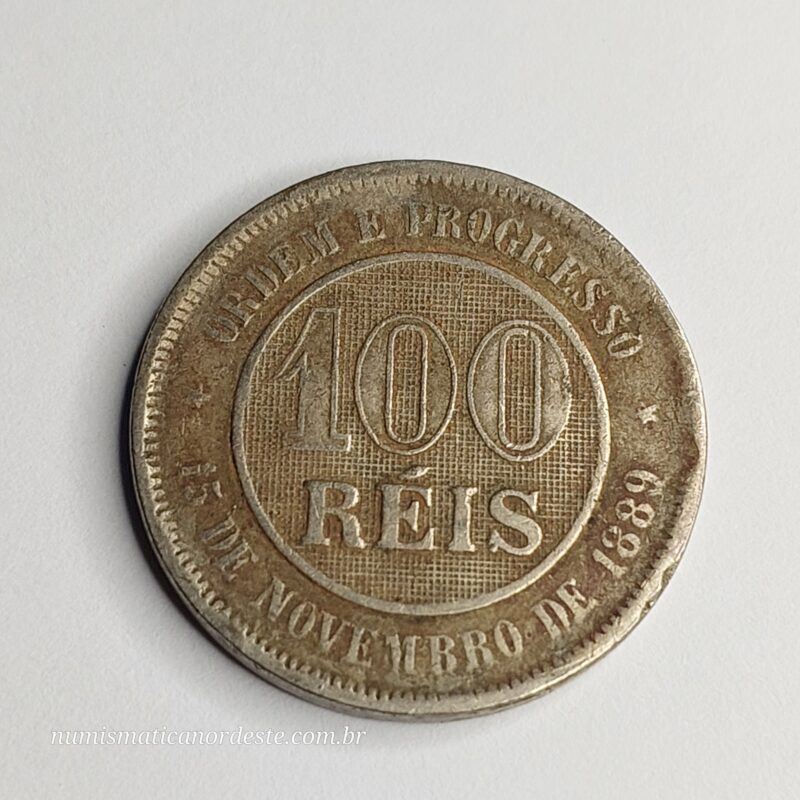 ORDEM E PROGRESSO
100
RÉIS
15 DE NOVEMBRO DE 1889
numismaticanordeste.com.br